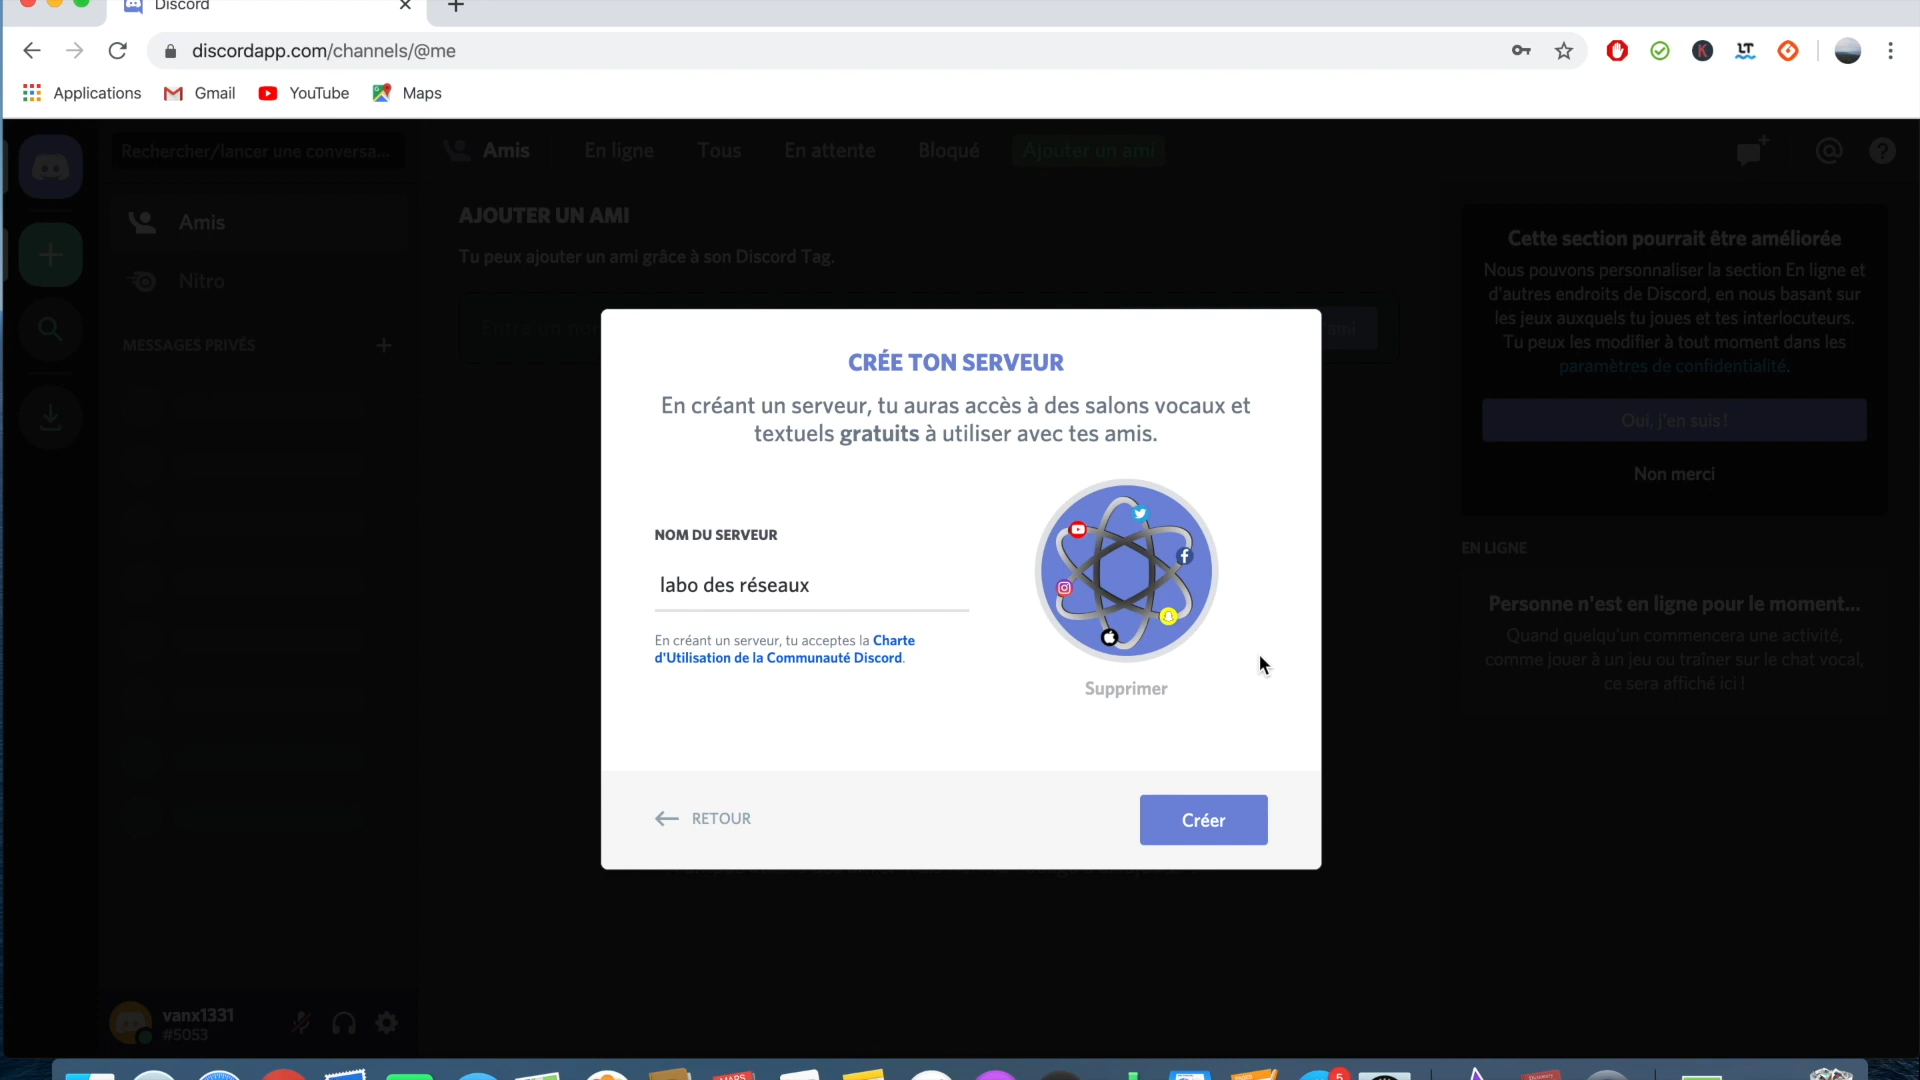 Discord
discordapp.com/channels/@me
Applications
Gmail
YouTube
Maps
Rechercher/lancer une conversa...
Amis
En ligne
Tous
En attente
Bloqué
Ajouter un ami
Amis
Nitro
MESSAGES PRIVÉS
AJOUTER UN AMI
Tu peux ajouter un ami grâce à son Discord Tag.
Cette section pourrait être améliorée
Nous pouvons personnaliser la section En ligne et
d'autres endroits de Discord, en nous basant sur
les jeux auxquels tu joues et tes interlocuteurs.
Tu peux les modifier à tout moment dans les
paramètres de confidentialité.
Oui, j'en suis !
Non merci
EN LIGNE
Personne n'est en ligne pour le moment...
Quand quelqu'un commencera une activité,
comme jouer à un jeu ou traîner sur le chat vocal,
ce sera affiché ici !
CRÉE TON SERVEUR
En créant un serveur, tu auras accès à des salons vocaux et
textuels gratuits à utiliser avec tes amis.
NOM DU SERVEUR
labo des réseaux
En créant un serveur, tu acceptes la Charte
d'Utilisation de la Communauté Discord.
Supprimer
RETOUR
Créer
vanx1331
#5053
MARS
5